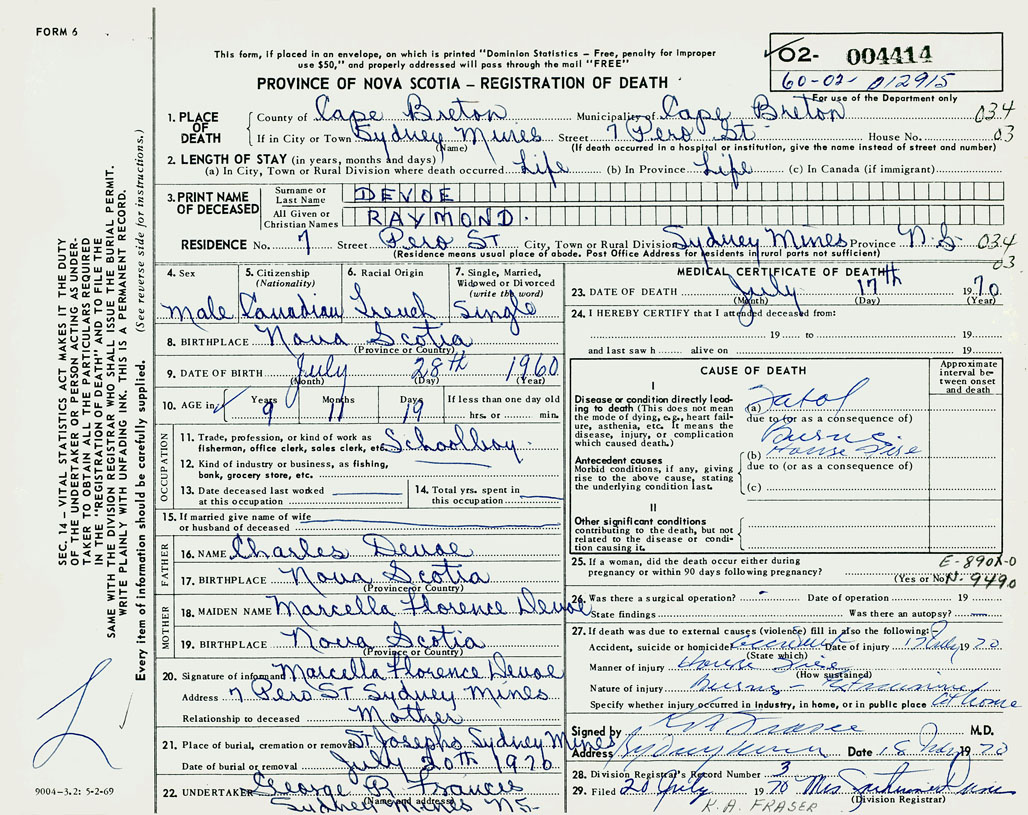 FORM 6
This form, if placed in an envelope, on which is printed "Dominion Statistics – Free, penalty for improper
use $50," and properly addressed will pass through the mail "FREE"
PROVINCE OF NOVA SCOTIA – REGISTRATION OF DEATH
O2- 004414
60-02- 012915
For use of the Department only
1. PLACE OF DEATH County of Cape Breton Municipality of Cape Breton 034
If in City or Town Sydney Mines Street 7 Pero St House No. 03
(Name) (If death occurred in a hospital or institution, give the name instead of street and number)
2. LENGTH OF STAY (in years, months and days)
(a) In City, Town or Rural Division where death occurred Life (b) In Province Life (c) In Canada (if immigrant)
3. PRINT NAME OF DECEASED
Surname or Last Name DEVOE
All Given or Christian Names RAYMOND.
RESIDENCE No. 7 Street Pero ST City, Town or Rural Division Sydney Mines Province N.S 034
(Residence means usual place of abode. Post Office Address for residents in rural parts not sufficient) 03
4. Sex 5. Citizenship (Nationality) 6. Racial Origin 7. Single, Married, Widowed or Divorced (write the word)
Male Canadian French Single
8. BIRTHPLACE Nova Scotia
(Province or Country)
9. DATE OF BIRTH July 28th 1960
(Month) (Day) (Year)
10. AGE in Years Months Days If less than one day old
9 11 19 hrs. or min.
OCCUPATION
11. Trade, profession, or kind of work as
fisherman, office clerk, sales clerk, etc. Schoolboy.
12. Kind of industry or business, as fishing,
bank, grocery store, etc.
13. Date deceased last worked
at this occupation
14. Total yrs. spent in
this occupation
15. If married give name of wife
or husband of deceased
FATHER
16. NAME Charles Devoe
17. BIRTHPLACE Nova Scotia
(Province or Country)
MOTHER
18. MAIDEN NAME Marcella Florence Devoe
19. BIRTHPLACE Nova Scotia
(Province or Country)
20. Signature of informant Marcella Florence Devoe
Address 7 Pero ST Sydney Mines
Relationship to deceased Mother
21. Place of burial, cremation or removal St Josephs Sydney Mines
Date of burial or removal July 20th 1970
22. UNDERTAKER George R. Francis
(Name and address)
Sydney Mines NS-
MEDICAL CERTIFICATE OF DEATH
23. DATE OF DEATH July 17th 1970
(Month) (Day) (Year)
24. I HEREBY CERTIFY that I attended deceased from:
19 to 19
and last saw h alive on 19
CAUSE OF DEATH
Approximate interval between onset and death
I
Disease or condition directly leading to death (This does not mean the mode of dying, e.g., heart failure, asthenia, etc. It means the disease, injury, or complication which caused death.)
(a) Fatal
due to (or as a consequence of)
Burns.
Antecedent causes
Morbid conditions, if any, giving rise to the above cause, stating the underlying condition last.
(b) House Fire
due to (or as a consequence of)
(c)
II
Other significant conditions contributing to the death, but not related to the disease or condition causing it.
25. If a woman, did the death occur either during
pregnancy or within 90 days following pregnancy? (Yes or No)
E-890X-0
N-9490
26. Was there a surgical operation? - Date of operation 19
State findings Was there an autopsy?
27. If death was due to external causes (violence) fill in also the following:
Accident, suicide or homicide Accident Date of injury 17 July 1970
(State which)
Manner of injury House Fire
(How sustained)
Nature of injury Burns -
Specify whether injury occurred in industry, in home, or in public place at home
Signed by M.D.
Address Sydney Mines Date 18 July 1970
28. Division Registrar's Record Number 3
29. Filed 20 July 1970 Mrs
(Division Registrar)
K.A. FRASER
SEC. 14 – VITAL STATISTICS ACT MAKES IT THE DUTY
OF THE UNDERTAKER OR PERSON ACTING AS UNDER-
TAKER TO OBTAIN ALL THE PARTICULARS REQUIRED
IN THE "REGISTRATION OF DEATH" AND TO FILE THE
SAME WITH THE DIVISION REGISTRAR WHO SHALL ISSUE THE BURIAL PERMIT.
WRITE PLAINLY WITH UNFADING INK. THIS IS A PERMANENT RECORD.
Every item of information should be carefully supplied. (See reverse side for instructions.)
9004-3.2: 5-2-69